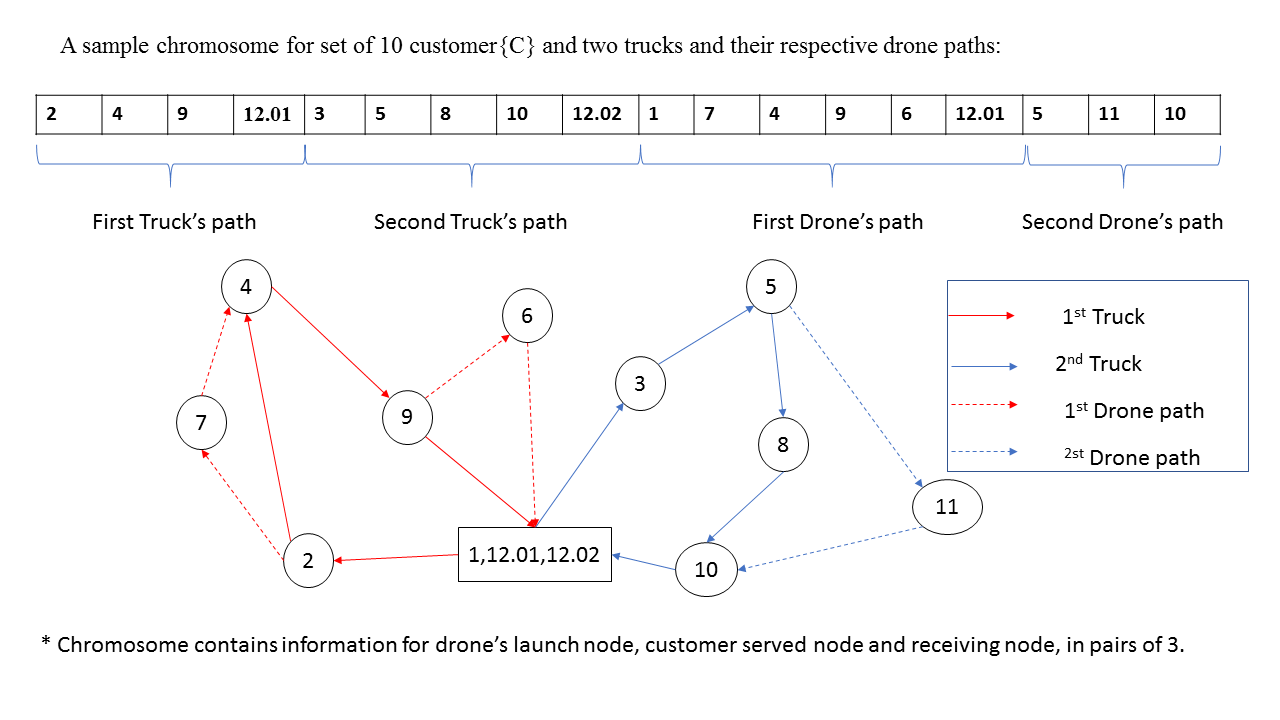 A sample chromosome for set of 10 customer{C} and two trucks and their respective drone paths:
2 4 9 12.01 3 5 8 10 12.02 1 7 4 9 6 12.01 5 11 10
First Truck's path Second Truck's path First Drone's path Second Drone's path
4
5
6
1st Truck
2nd Truck
3
1st Drone path
9
7
8
2st Drone path
11
1,12.01,12.02
2
10
* Chromosome contains information for drone's launch node, customer served node and receiving node, in pairs of 3.